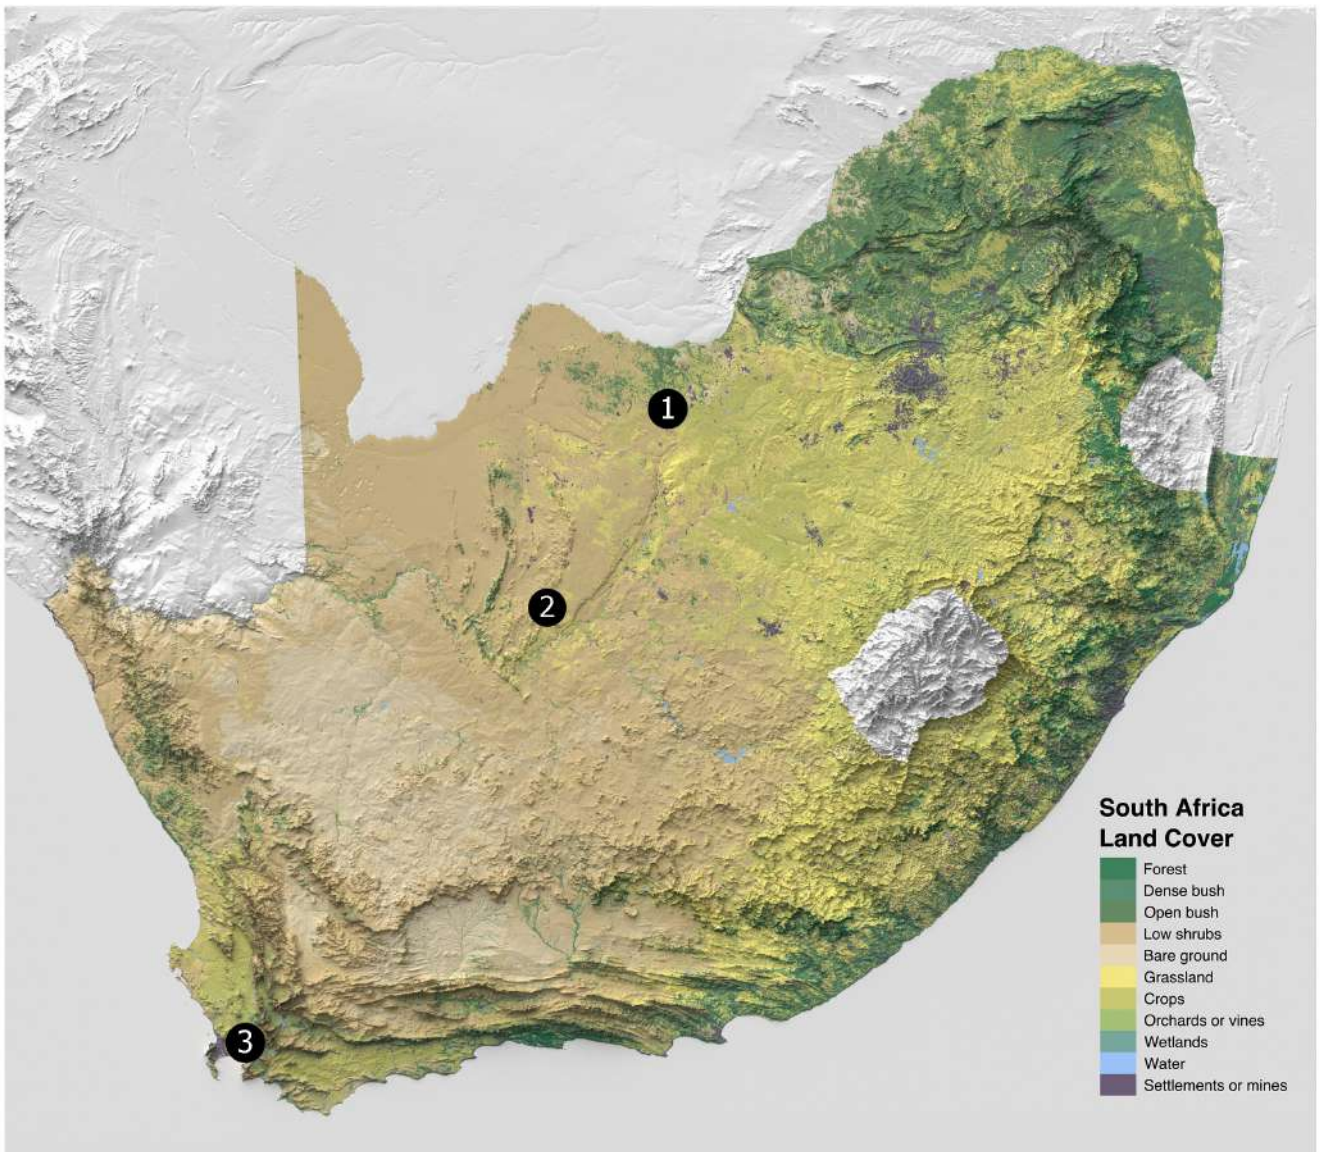 1
2
3
South Africa
Land Cover
Forest
Dense bush
Open bush
Low shrubs
Bare ground
Grassland
Crops
Orchards or vines
Wetlands
Water
Settlements or mines